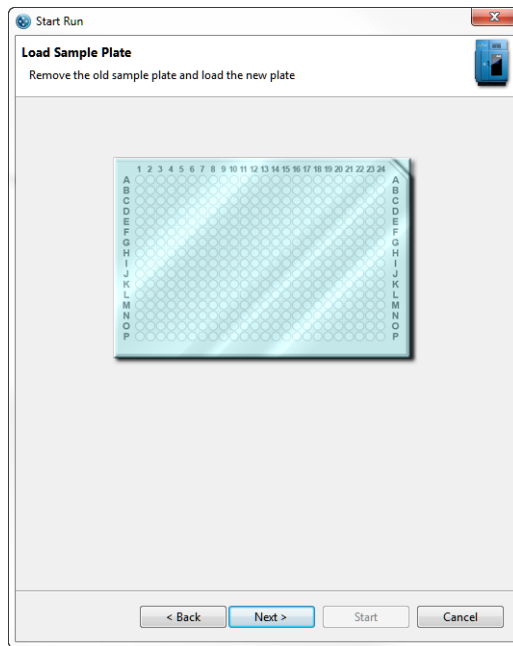 Start Run
Load Sample Plate
Remove the old sample plate and load the new plate
1 2 3 4 5 6 7 8 9 10 11 12 13 14 15 16 17 18 19 20 21 22 23 24
A A
B B
C C
D D
E E
F F
G G
H H
I I
J J
K K
L L
M M
N N
O O
P P
< Back Next > Start Cancel